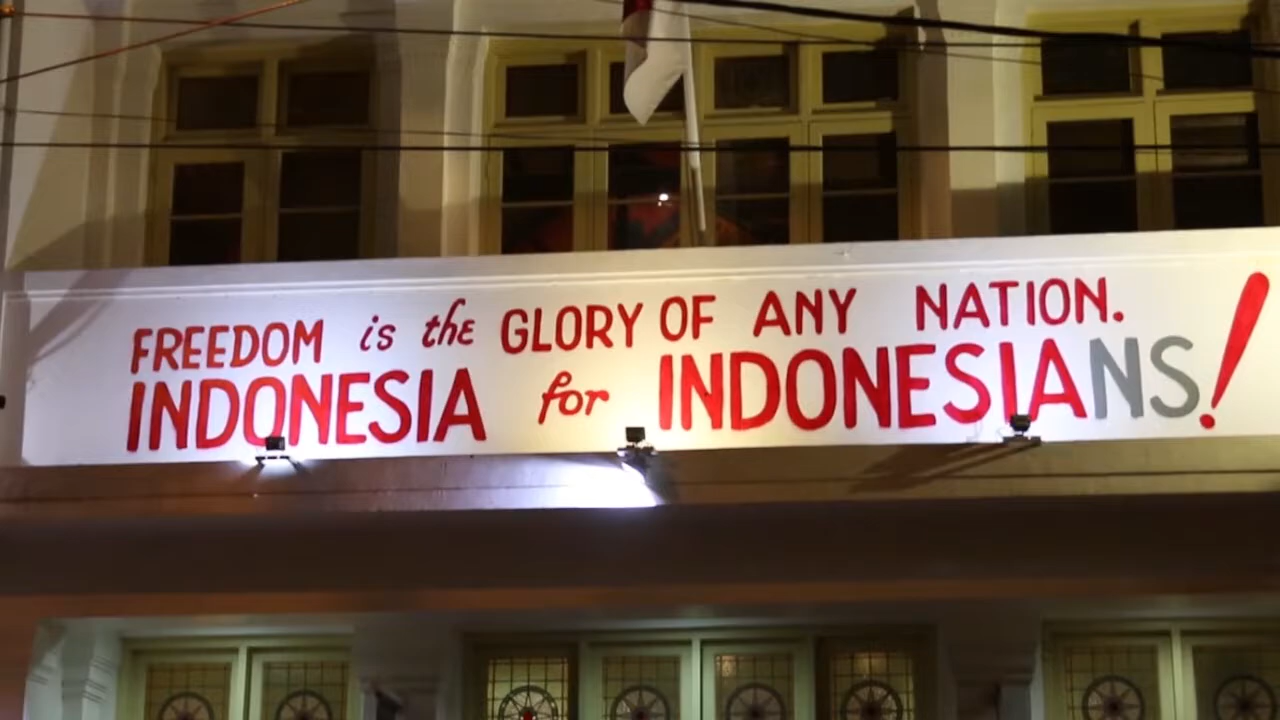 FREEDOM is the GLORY OF ANY NATION.
INDONESIA for INDONESIANS!